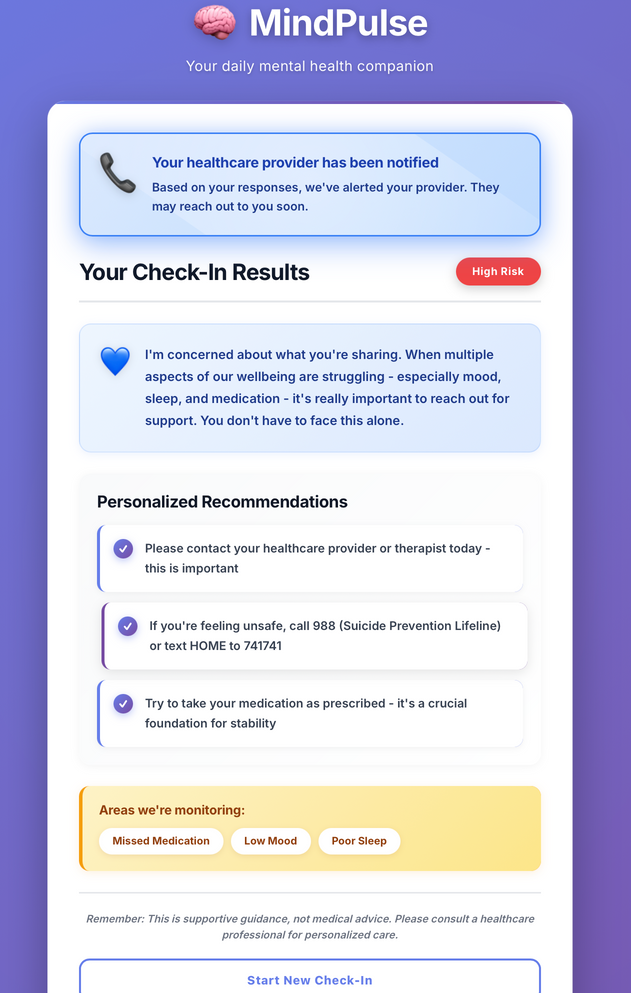 MindPulse
Your daily mental health companion
Your healthcare provider has been notified
Based on your responses, we've alerted your provider. They
may reach out to you soon.
Your Check-In Results
High Risk
I'm concerned about what you're sharing. When multiple
aspects of our wellbeing are struggling - especially mood,
sleep, and medication - it's really important to reach out for
support. You don't have to face this alone.
Personalized Recommendations
Please contact your healthcare provider or therapist today -
this is important
If you're feeling unsafe, call 988 (Suicide Prevention Lifeline)
or text HOME to 741741
Try to take your medication as prescribed - it's a crucial
foundation for stability
Areas we're monitoring:
Missed Medication
Low Mood
Poor Sleep
Remember: This is supportive guidance, not medical advice. Please consult a healthcare
professional for personalized care.
Start New Check-In